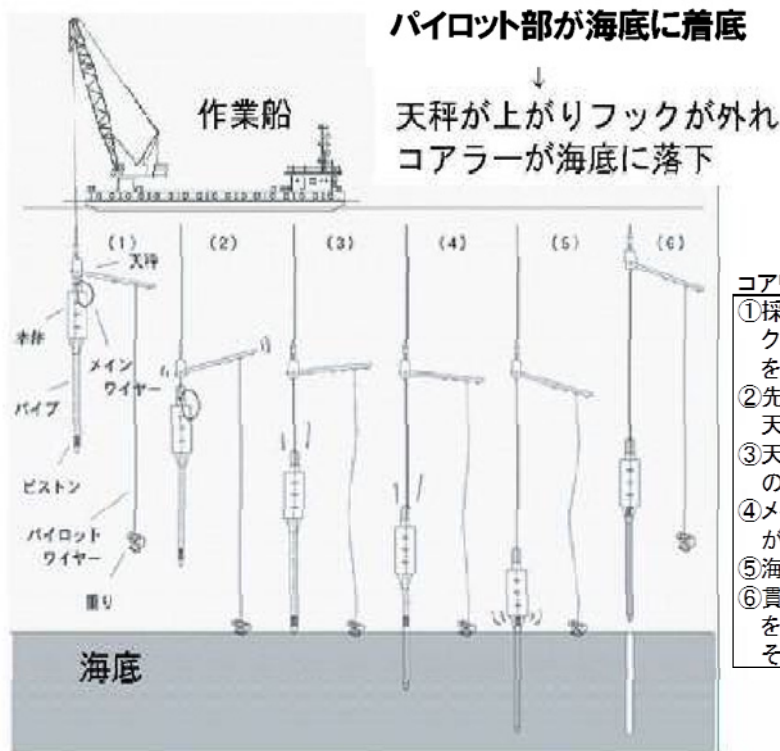 パイロット部が海底に着底
↓
天秤が上がりフックが外れ
コアラーが海底に落下
作業船
(1)
(2)
(3)
(4)
(5)
(6)
天秤
本体
メイン
ワイヤー
パイプ
ピストン
パイロット
ワイヤー
重り
海底
コア
①採
ク
を
②先
天
③天
の
④メ
が
⑤海
⑥貫
を
そ